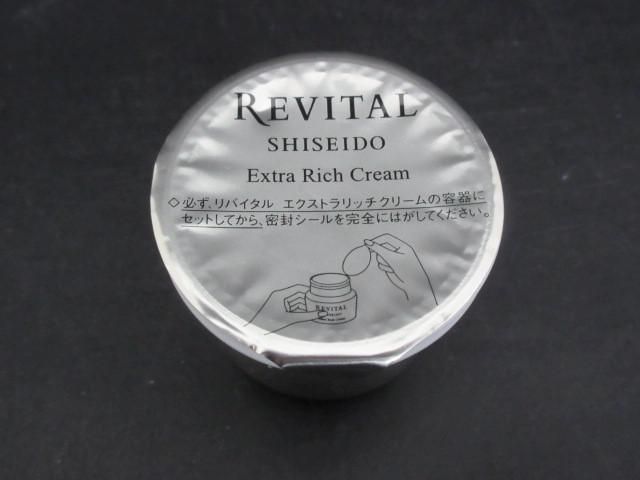 REVITAL
SHISEIDO
Extra Rich Cream
◇必ず、リバイタル エクストラリッチクリームの容器に
セットしてから、密封シールを完全にはがしてください。
REVITAL